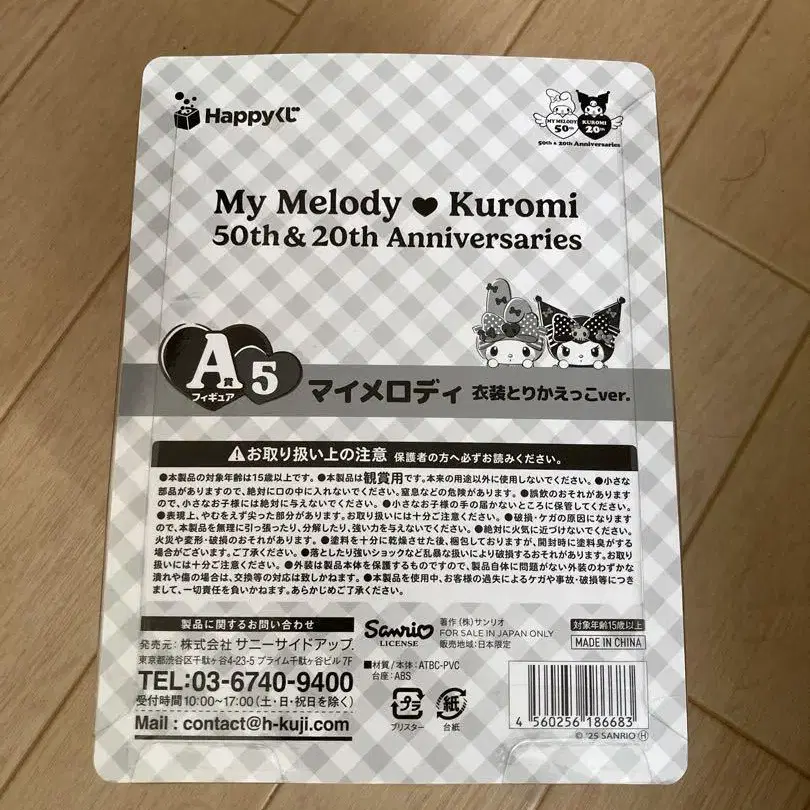 Happyくじ
MY MELODY 50th KUROMI 20th
50th & 20th Anniversaries
My Melody ♥ Kuromi
50th & 20th Anniversaries
A賞 5
フィギュア
マイメロディ 衣装とりかえっこver.
⚠お取り扱い上の注意 保護者の方へ必ずお読みください。
●本製品の対象年齢は15歳以上です。●本製品は観賞用です。本来の用途以外に使用しないでください。●小さな
部品がありますので、絶対に口の中に入れないでください。窒息などの危険があります。●誤飲のおそれがあります
ので、小さなお子様には絶対に与えないでください。●小さなお子様の手の届かないところに保管してください。
●表現上、やむをえず尖った部分があります。お取り扱いには十分ご注意ください。●破損・ケガの原因になります
ので、本製品を無理に引っ張ったり、分解したり、強い力を与えないでください。●絶対に火気に近づけないでください。
火災や変形・破損のおそれがあります。●塗料を十分に乾燥させた後、梱包しておりますが、開封時に塗料臭がする
場合がございます。ご了承ください。●落としたり強いショックなど乱暴な扱いにより破損するおそれがあります。お取り
扱いには十分ご注意ください。●外装は製品本体を保護するものですので、製品自体に問題がない外装のわずかな
潰れや傷の場合は、交換等の対応は致しかねます。●本製品を使用中、お客様の過失によるケガや事故・破損等につき
まして、一切責任を負いかねます。あらかじめご了承ください。
製品に関するお問い合わせ
発売元：株式会社 サニーサイドアップ
東京都渋谷区千駄ヶ谷4-23-5 プライム千駄ヶ谷ビル 7F
TEL:03-6740-9400
受付時間10:00~17:00(土・日・祝日を除く)
Mail : contact@h-kuji.com
Sanrio
LICENSE
著作 (株)サンリオ
FOR SALE IN JAPAN ONLY
販売地域：日本限定
■材質/本体：ATBC-PVC
台座：ABS
プラ
ブリスター
紙
台紙
対象年齢15歳以上
MADE IN CHINA
4 560256 186683
© '25 SANRIO Ⓗ